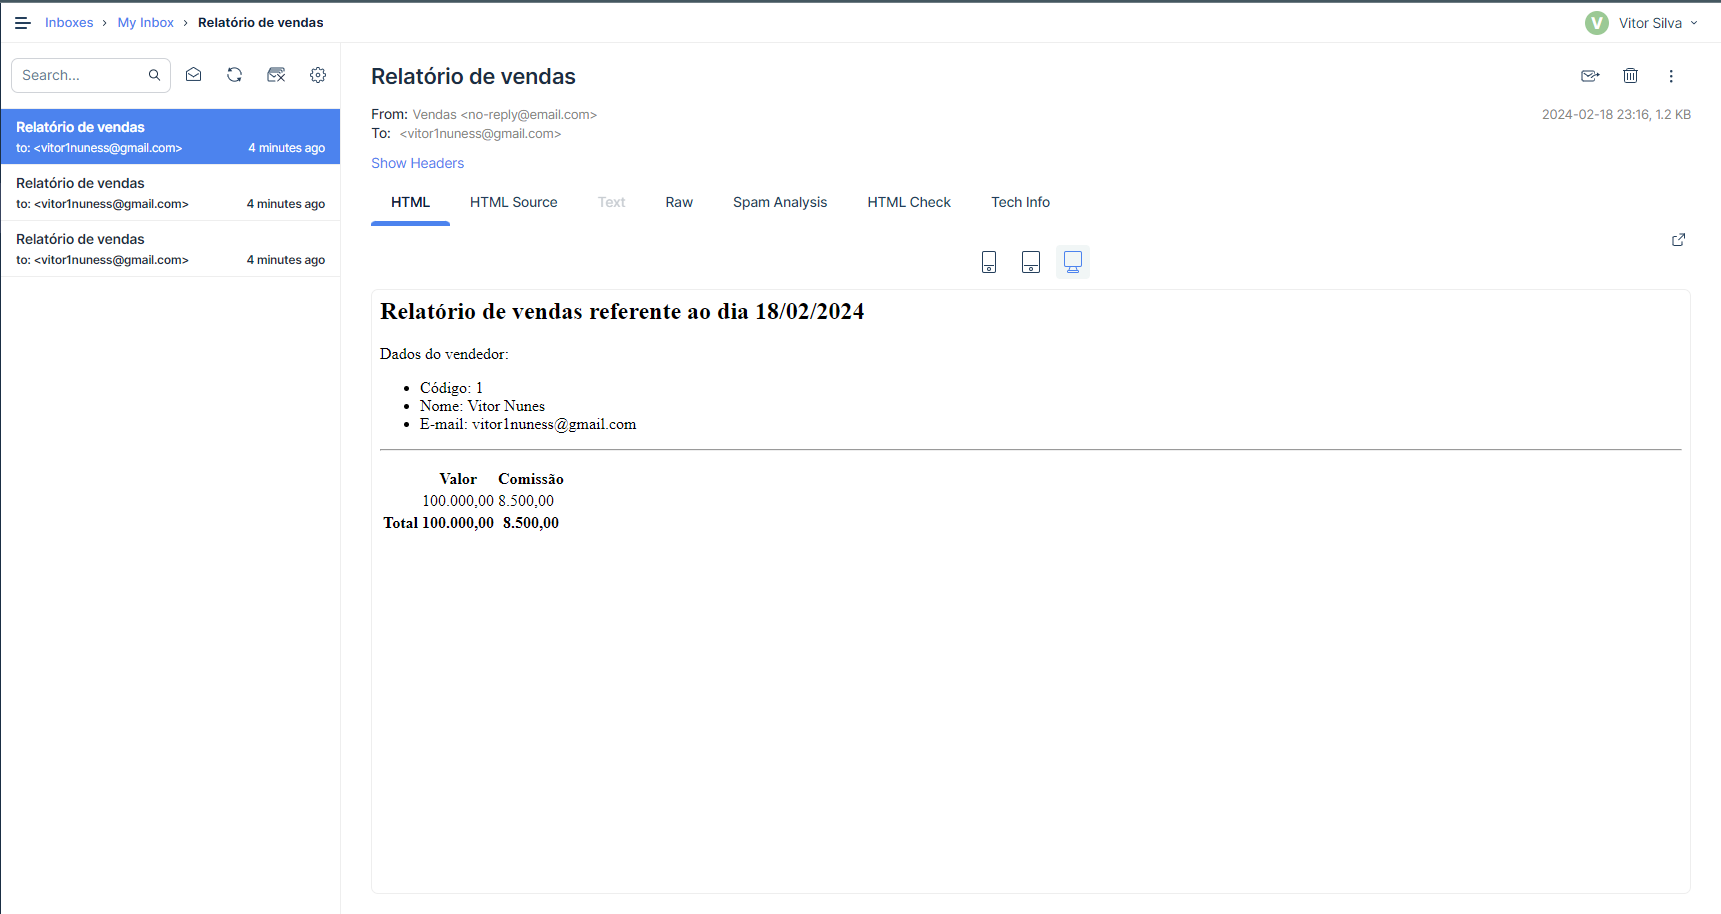 Inboxes › My Inbox › Relatório de vendas
V Vitor Silva
Search...
Relatório de vendas
to: <vitor1nuness@gmail.com> 4 minutes ago
Relatório de vendas
to: <vitor1nuness@gmail.com> 4 minutes ago
Relatório de vendas
to: <vitor1nuness@gmail.com> 4 minutes ago
Relatório de vendas
From: Vendas <no-reply@email.com> 2024-02-18 23:16, 1.2 KB
To: <vitor1nuness@gmail.com>
Show Headers
HTML HTML Source Text Raw Spam Analysis HTML Check Tech Info
Relatório de vendas referente ao dia 18/02/2024
Dados do vendedor:
• Código: 1
• Nome: Vitor Nunes
• E-mail: vitor1nuness@gmail.com
Valor Comissão
100.000,00 8.500,00
Total 100.000,00 8.500,00